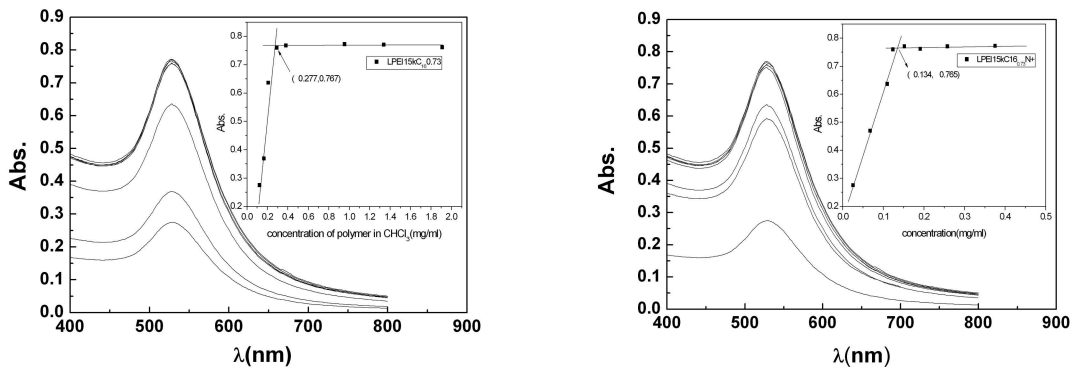 0.9
0.8
0.7
0.6
0.5
0.4
0.3
0.2
0.1
0.0
Abs.
400 500 600 700 800 900
λ(nm)
0.9
0.8
0.7
0.6
0.5
0.4
0.3
0.2
Abs.
LPEI15kC₁₆0.73
( 0.277,0.767)
0.0 0.2 0.4 0.6 0.8 1.0 1.2 1.4 1.6 1.8 2.0
concentration of polymer in CHCl₃(mg/ml)
0.9
0.8
0.7
0.6
0.5
0.4
0.3
0.2
0.1
0.0
Abs.
400 500 600 700 800 900
λ(nm)
0.9
0.8
0.7
0.6
0.5
0.4
0.3
0.2
Abs.
LPEI15kC16₀.₇₃N+
( 0.134, 0.765)
0.0 0.1 0.2 0.3 0.4 0.5
concentration(mg/ml)